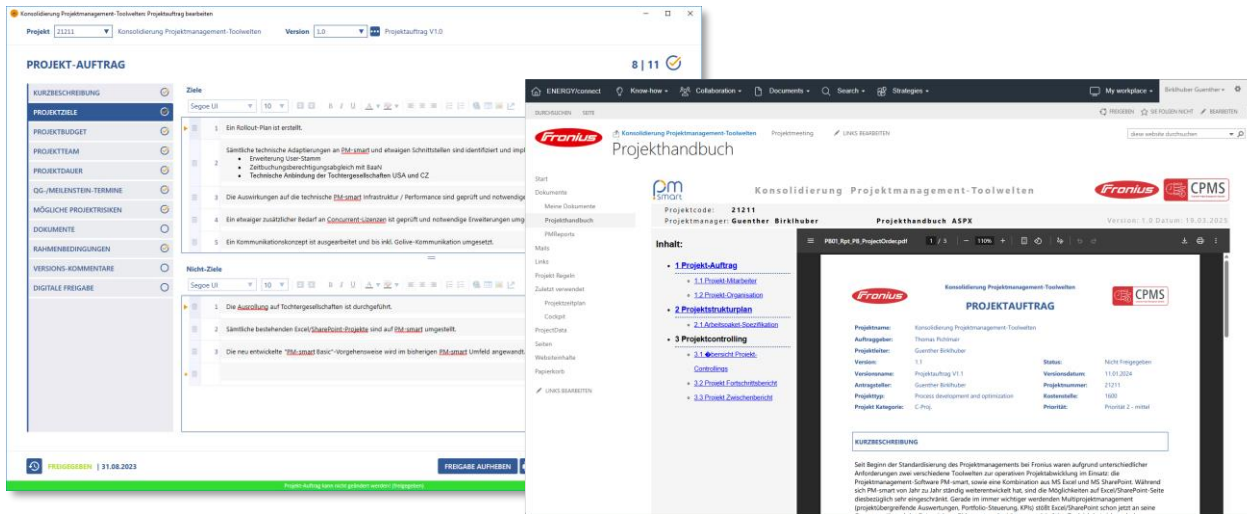 Konsolidierung Projektmanagement-Toolwelten: Projektauftrag bearbeiten
Projekt 21211 Konsolidierung Projektmanagement-Toolwelten Version 1.0 Projektauftrag V1.0
PROJEKT-AUFTRAG
8 | 11
KURZBESCHREIBUNG
PROJEKTZIELE
PROJEKTBUDGET
PROJEKTTEAM
PROJEKTDAUER
QG-/MEILENSTEIN-TERMINE
MÖGLICHE PROJEKTRISIKEN
DOKUMENTE
RAHMENBEDINGUNGEN
VERSIONS-KOMMENTARE
DIGITALE FREIGABE
Ziele
Segoe UI 10 B I U
1 Ein Rollout-Plan ist erstellt.
2 Sämtliche technische Adaptierungen an PM-smart und etwaigen Schnittstellen sind identifiziert und impl
• Erweiterung User-Stamm
• Zeitbuchungsberechtigungsabgleich mit BaaN
• Technische Anbindung der Tochtergesellschaften USA und CZ
3 Die Auswirkungen auf die technische PM-smart Infrastruktur / Performance sind geprüft und notwendige
4 Ein etwaiger zusätzlicher Bedarf an Concurrent-Lizenzen ist geprüft und notwendige Erweiterungen umg
5 Ein Kommunikationskonzept ist ausgearbeitet und bis inkl. Golive-Kommunikation umgesetzt.
Nicht-Ziele
Segoe UI 10 B I U
1 Die Ausrollung auf Tochtergesellschaften ist durchgeführt.
2 Sämtliche bestehenden Excel/SharePoint-Projekte sind auf PM-smart umgestellt.
3 Die neu entwickelte "PM-smart Basic"-Vorgehensweise wird im bisherigen PM-smart Umfeld angewandt.
FREIGEGEBEN | 31.08.2023
FREIGABE AUFHEBEN
Projekt-Auftrag kann nicht geändert werden! (freigegeben)
ENERGY/connect Know-how Collaboration Documents Search Strategies My workplace Birklhuber Guenther
DURCHSUCHEN SEITE FREIGEBEN SIE FOLGEN NICHT BEARBEITEN
Fronius
Konsolidierung Projektmanagement-Toolwelten Projektmeeting LINKS BEARBEITEN
diese website durchsuchen
Projekthandbuch
Start
Dokumente
Meine Dokumente
Projekthandbuch
PMReports
Mails
Links
Projekt Regeln
Zuletzt verwendet
Projektzeitplan
Cockpit
ProjectData
Seiten
Websiteinhalte
Papierkorb
LINKS BEARBEITEN
pm smart
Konsolidierung Projektmanagement-Toolwelten
Fronius CPMS
Projektcode: 21211
Projektmanager: Guenther Birklhuber Projekthandbuch ASPX Version: 1.0 Datum: 19.03.2025
Inhalt:
• 1 Projekt-Auftrag
1.1 Projekt-Mitarbeiter
1.2 Projekt-Organisation
• 2 Projektstrukturplan
2.1 Arbeitspaket-Spezifikation
• 3 Projektcontrolling
3.1 �bersicht Projekt-
Controllings
3.2 Projekt Fortschrittsbericht
3.3 Projekt Zwischenbericht
PB01_Rpt_PB_ProjectOrder.pdf 1 / 5 110%
Fronius
Konsolidierung Projektmanagement-Toolwelten
PROJEKTAUFTRAG
CPMS
Projektname: Konsolidierung Projektmanagement-Toolwelten
Auftraggeber: Thomas Pichlmair
Projektleiter: Guenther Birklhuber
Version: 1.1 Status: Nicht Freigegeben
Versionsname: Projektauftrag V1.1 Versionsdatum: 11.01.2024
Antragsteller: Guenther Birklhuber Projektnummer: 21211
Projekttyp: Process development and optimization Kostenstelle: 1600
Projekt Kategorie: C-Proj. Priorität: Priorität 2 - mittel
KURZBESCHREIBUNG
Seit Beginn der Standardisierung des Projektmanagements bei Fronius waren aufgrund unterschiedlicher
Anforderungen zwei verschiedene Toolwelten zur operativen Projektabwicklung im Einsatz: die
Projektmanagement-Software PM-smart, sowie eine Kombination aus MS Excel und MS SharePoint. Während
sich PM-smart von Jahr zu Jahr ständig weiterentwickelt hat, sind die Möglichkeiten auf Excel/SharePoint-Seite
diesbezüglich sehr eingeschränkt. Gerade im immer wichtiger werdenden Multiprojektmanagement
(projektübergreifende Auswertungen, Portfolio-Steuerung, KPIs) stößt Excel/SharePoint schon jetzt an seine